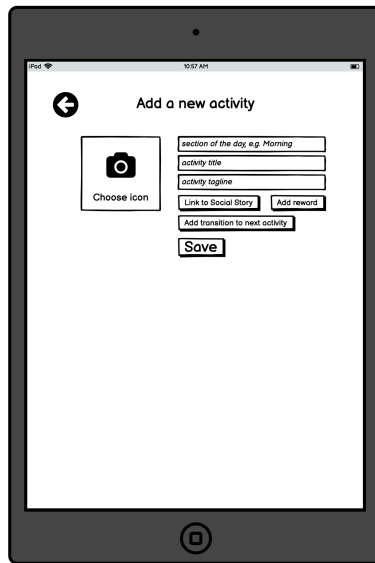 iPod 10:57 AM
Add a new activity
section of the day, e.g. Morning
activity title
activity tagline
Choose icon
Link to Social Story Add reward
Add transition to next activity
Save